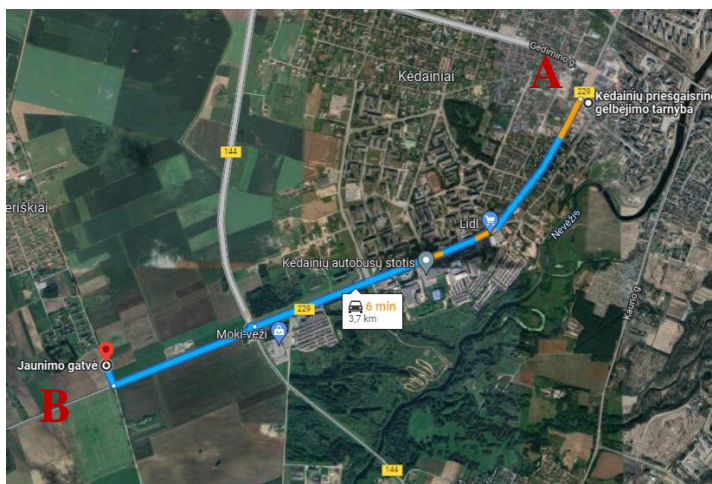 Gedimino g.
A
Kėdainiai
229
Kėdainių priešgaisrinė
gelbėjimo tarnyba
144
eriškiai
Lidl
Nevėžis
Kėdainių autobusų stotis
Kauno g.
6 min
3,7 km
229
Moki-veži
Jaunimo gatvė
B
144